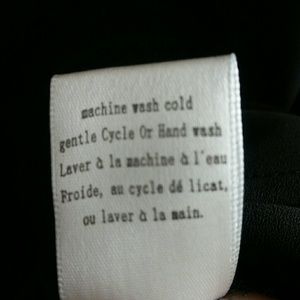 machine wash cold
gentle Cycle Or Hand wash
Laver à la machine à l'eau
Froide, au cycle dé licat,
ou laver à la main.